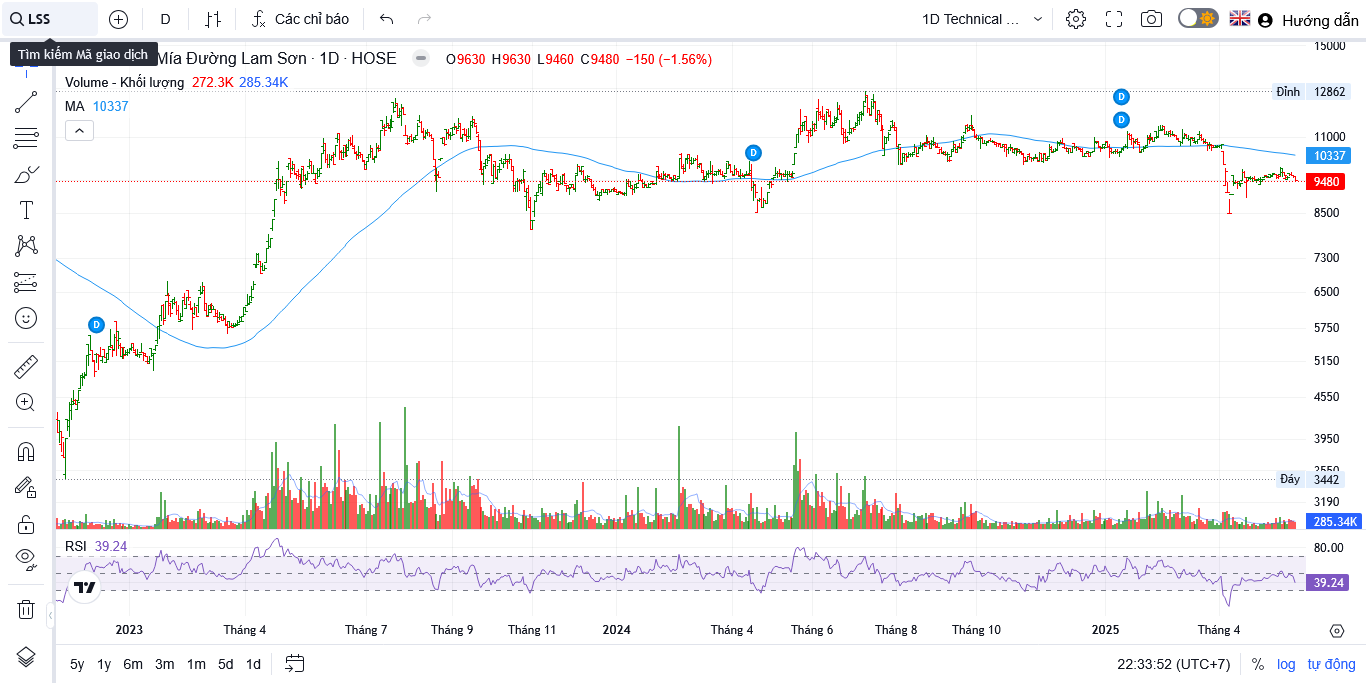 LSS
D
Các chỉ báo
1D Technical ...
Hướng dẫn
Tìm kiếm Mã giao dịch
Mía Đường Lam Sơn · 1D · HOSE
O9630 H9630 L9460 C9480 −150 (−1.56%)
Volume - Khối lượng 272.3K 285.34K
MA 10337
15000
Đỉnh 12862
11000
10337
9480
8500
7300
6500
5750
5150
4550
3950
3550
Đáy 3442
3190
285.34K
D
D
D
D
RSI 39.24
80.00
39.24
2023 Tháng 4 Tháng 7 Tháng 9 Tháng 11 2024 Tháng 4 Tháng 6 Tháng 8 Tháng 10 2025 Tháng 4
5y 1y 6m 3m 1m 5d 1d
22:33:52 (UTC+7) % log tự động